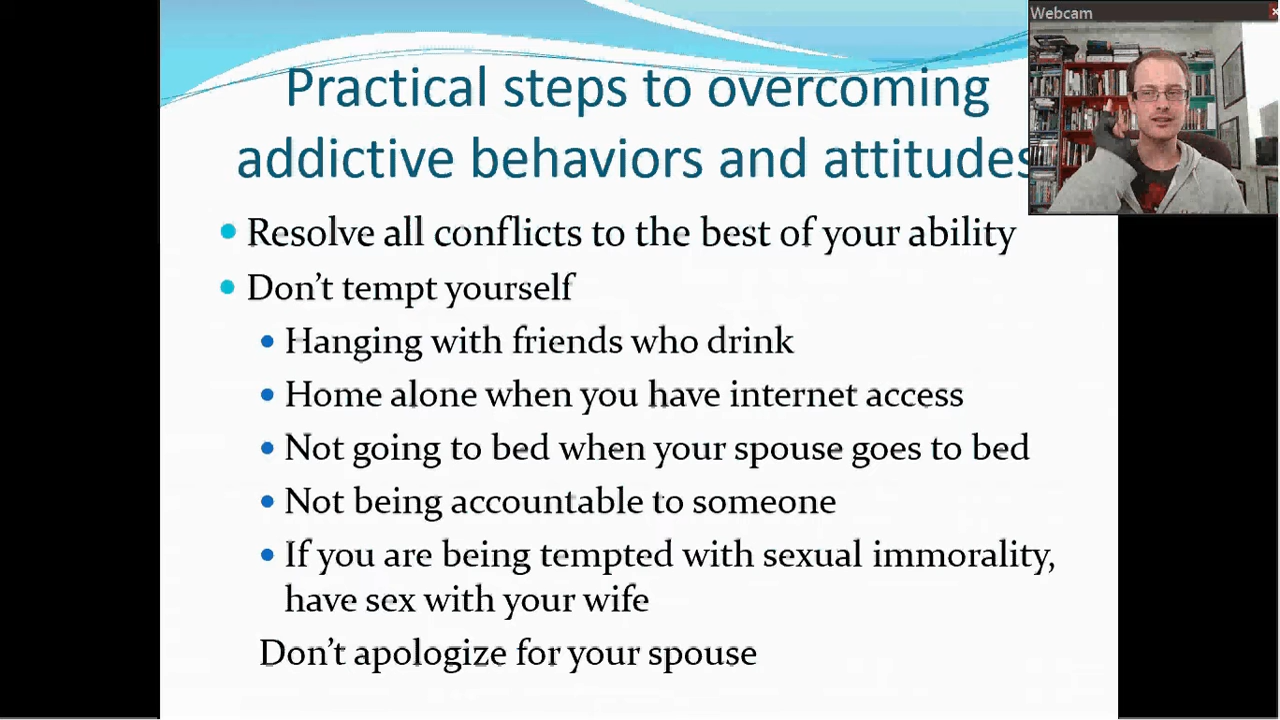 Webcam
Practical steps to overcoming
addictive behaviors and attitudes
• Resolve all conflicts to the best of your ability
• Don't tempt yourself
• Hanging with friends who drink
• Home alone when you have internet access
• Not going to bed when your spouse goes to bed
• Not being accountable to someone
• If you are being tempted with sexual immorality,
have sex with your wife
Don't apologize for your spouse